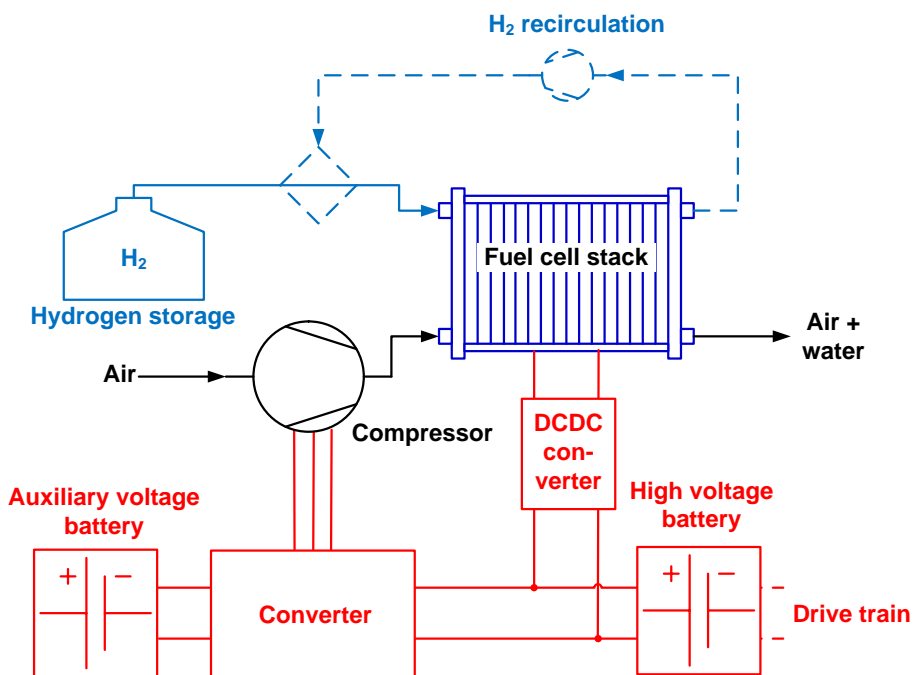 H2 recirculation
H2
Hydrogen storage
Fuel cell stack
Air +
water
Air
Compressor
DCDC
con-
verter
Auxiliary voltage
battery
High voltage
battery
+ −
Converter
+ −
Drive train